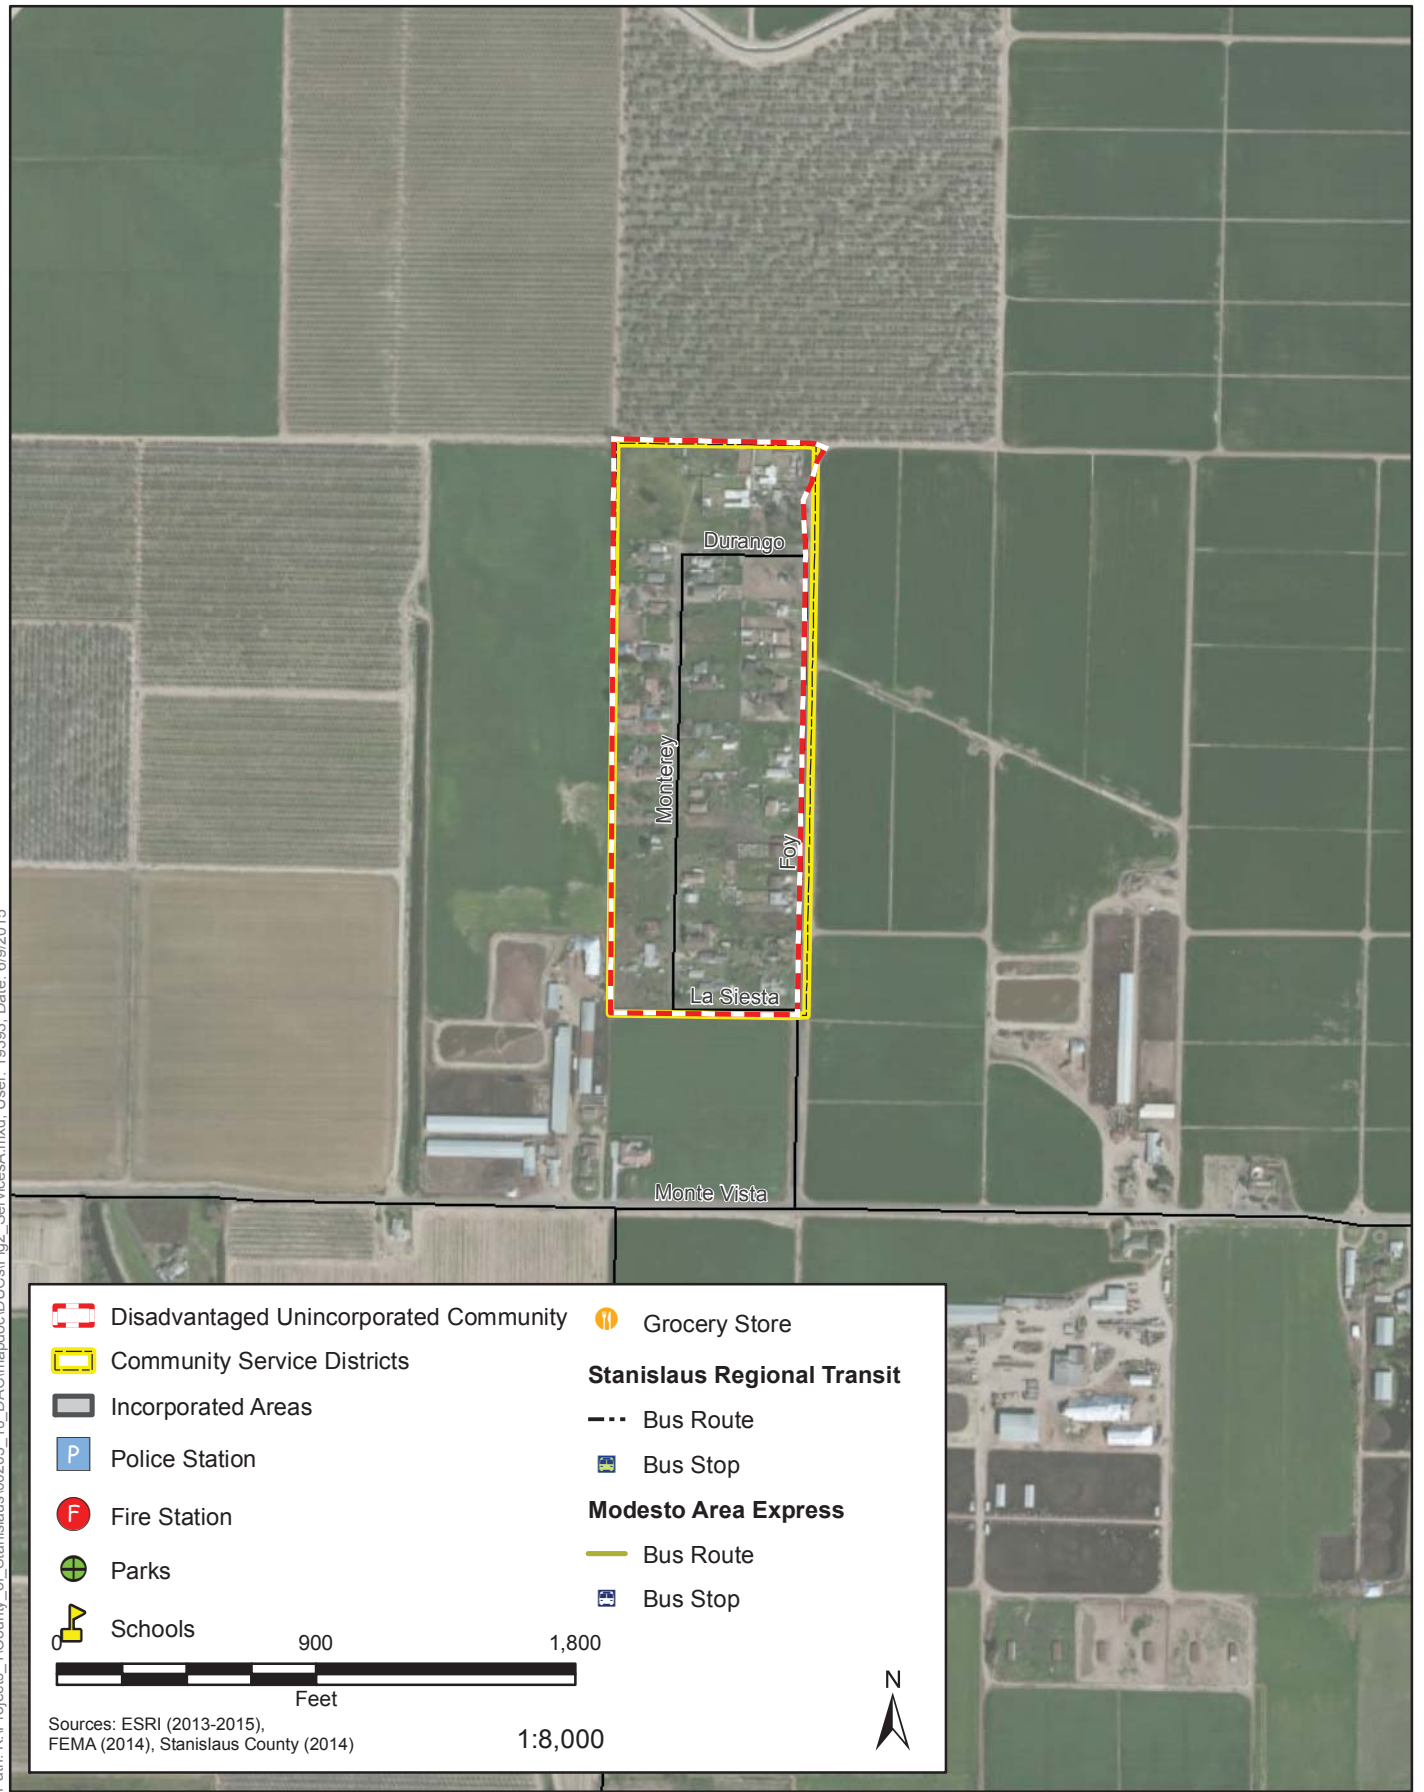 Durango
Monterey
Foy
La Siesta
Monte Vista
Disadvantaged Unincorporated Community
Community Service Districts
Incorporated Areas
P
Police Station
F
Fire Station
Parks
Schools
Grocery Store
Stanislaus Regional Transit
Bus Route
Bus Stop
Modesto Area Express
Bus Route
Bus Stop
0 900 1,800
Feet
N
Sources: ESRI (2013-2015),
FEMA (2014), Stanislaus County (2014)
1:8,000